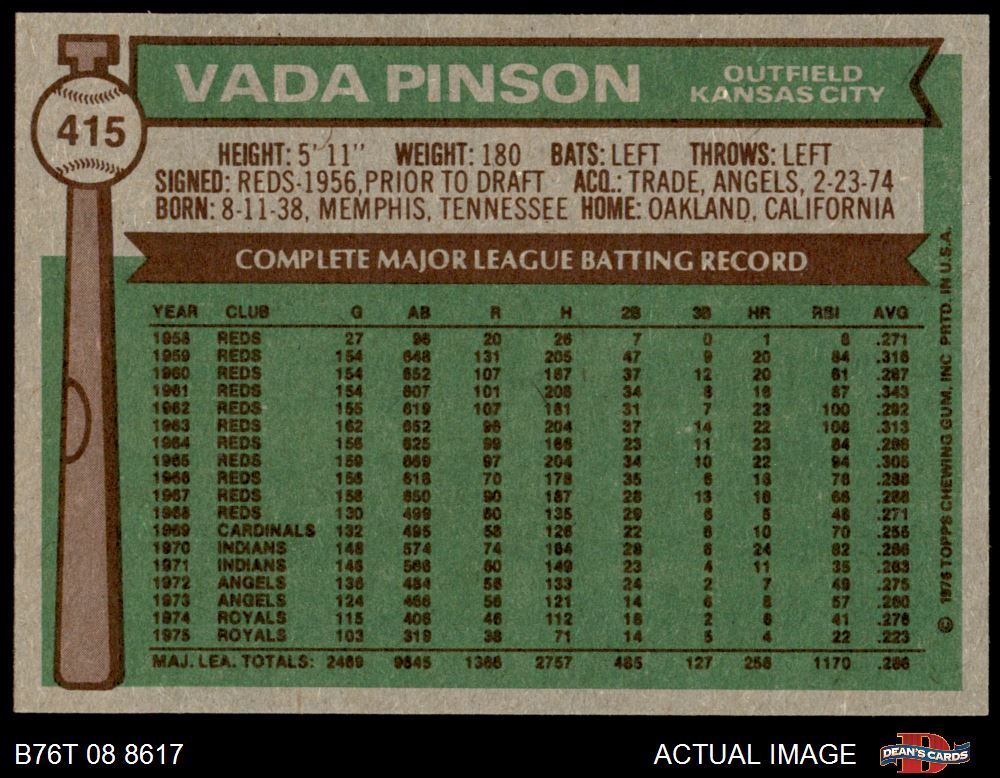 415
VADA PINSON
OUTFIELD
KANSAS CITY
HEIGHT: 5' 11" WEIGHT: 180 BATS: LEFT THROWS: LEFT
SIGNED: REDS-1956, PRIOR TO DRAFT ACQ.: TRADE, ANGELS, 2-23-74
BORN: 8-11-38, MEMPHIS, TENNESSEE HOME: OAKLAND, CALIFORNIA
COMPLETE MAJOR LEAGUE BATTING RECORD
YEAR CLUB G AB R H 2B 3B HR RBI AVG
1958 REDS 27 96 20 26 7 0 1 8 .271
1959 REDS 154 648 131 205 47 9 20 84 .316
1960 REDS 154 652 107 187 37 12 20 61 .287
1961 REDS 154 607 101 208 34 8 16 87 .343
1962 REDS 155 619 107 181 31 7 23 100 .292
1963 REDS 162 652 96 204 37 14 22 106 .313
1964 REDS 156 625 99 166 23 11 23 84 .266
1965 REDS 159 669 97 204 34 10 22 94 .305
1966 REDS 156 618 70 178 35 6 16 76 .288
1967 REDS 158 650 90 187 28 13 18 66 .288
1968 REDS 130 499 60 135 29 6 5 48 .271
1969 CARDINALS 132 495 58 126 22 6 10 70 .255
1970 INDIANS 148 574 74 164 28 6 24 82 .286
1971 INDIANS 146 566 60 149 23 4 11 35 .263
1972 ANGELS 136 484 56 133 24 2 7 49 .275
1973 ANGELS 124 466 56 121 14 6 8 57 .260
1974 ROYALS 115 406 46 112 18 2 6 41 .276
1975 ROYALS 103 319 38 71 14 5 4 22 .223
MAJ. LEA. TOTALS: 2469 9645 1366 2757 485 127 256 1170 .286
© 1976 TOPPS CHEWING GUM, INC PRTD. IN U.S.A.
B76T 08 8617
ACTUAL IMAGE
D
DEAN'S CARDS